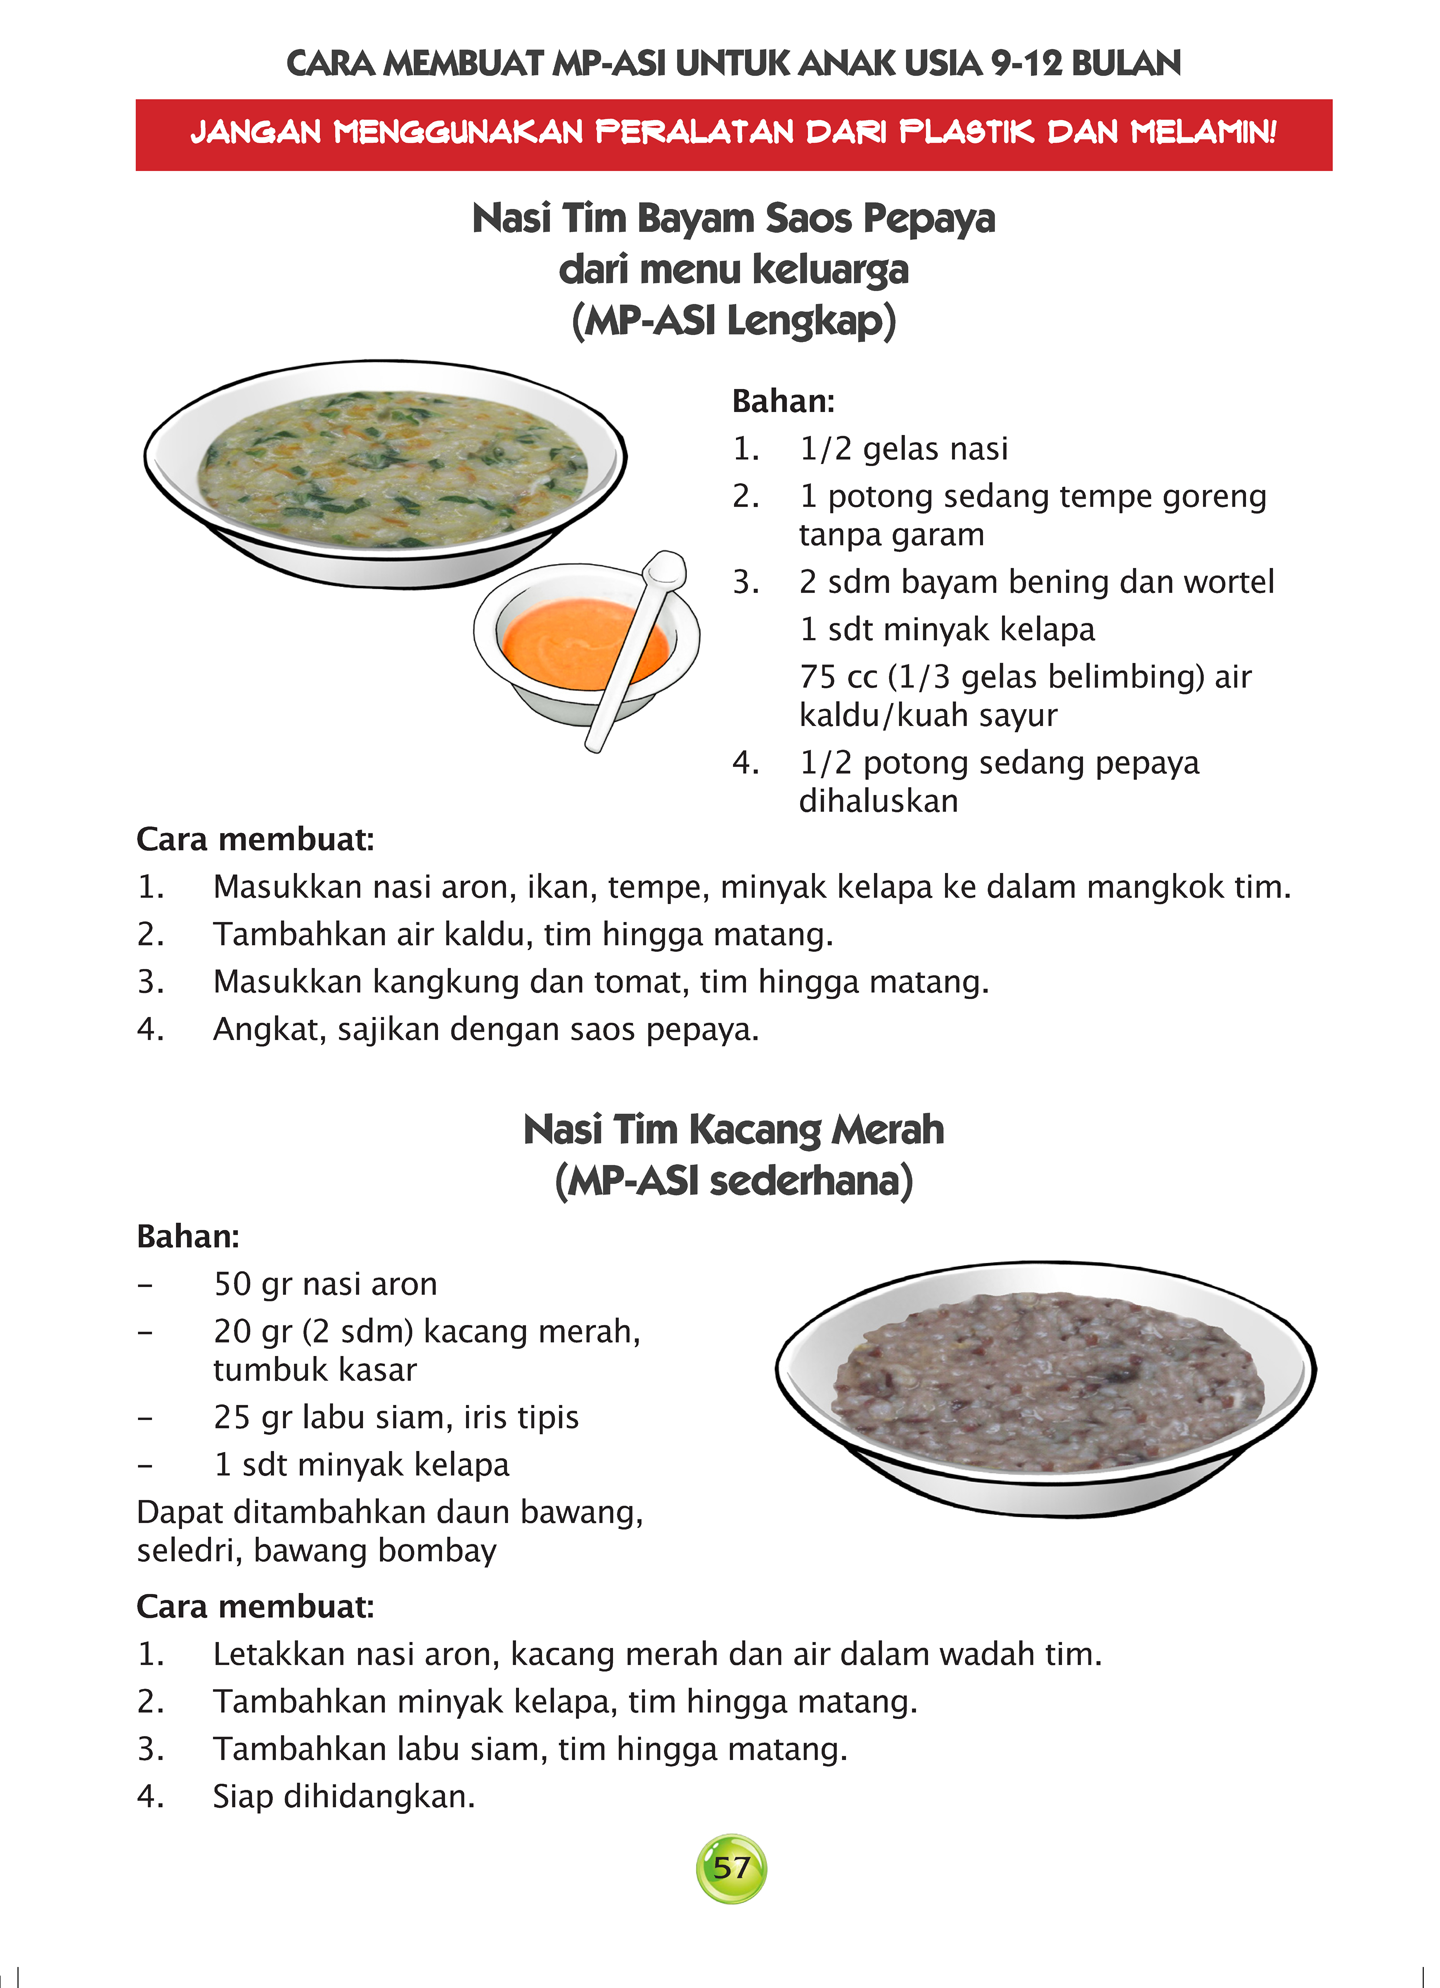 CARA MEMBUAT MP-ASI UNTUK ANAK USIA 9-12 BULAN
JANGAN MENGGUNAKAN PERALATAN DARI PLASTIK DAN MELAMIN!
Nasi Tim Bayam Saos Pepaya
dari menu keluarga
(MP-ASI Lengkap)
Bahan:
1. 1/2 gelas nasi
2. 1 potong sedang tempe goreng
tanpa garam
3. 2 sdm bayam bening dan wortel
1 sdt minyak kelapa
75 cc (1/3 gelas belimbing) air
kaldu/kuah sayur
4. 1/2 potong sedang pepaya
dihaluskan
Cara membuat:
1. Masukkan nasi aron, ikan, tempe, minyak kelapa ke dalam mangkok tim.
2. Tambahkan air kaldu, tim hingga matang.
3. Masukkan kangkung dan tomat, tim hingga matang.
4. Angkat, sajikan dengan saos pepaya.
Nasi Tim Kacang Merah
(MP-ASI sederhana)
Bahan:
– 50 gr nasi aron
– 20 gr (2 sdm) kacang merah,
tumbuk kasar
– 25 gr labu siam, iris tipis
– 1 sdt minyak kelapa
Dapat ditambahkan daun bawang,
seledri, bawang bombay
Cara membuat:
1. Letakkan nasi aron, kacang merah dan air dalam wadah tim.
2. Tambahkan minyak kelapa, tim hingga matang.
3. Tambahkan labu siam, tim hingga matang.
4. Siap dihidangkan.
57